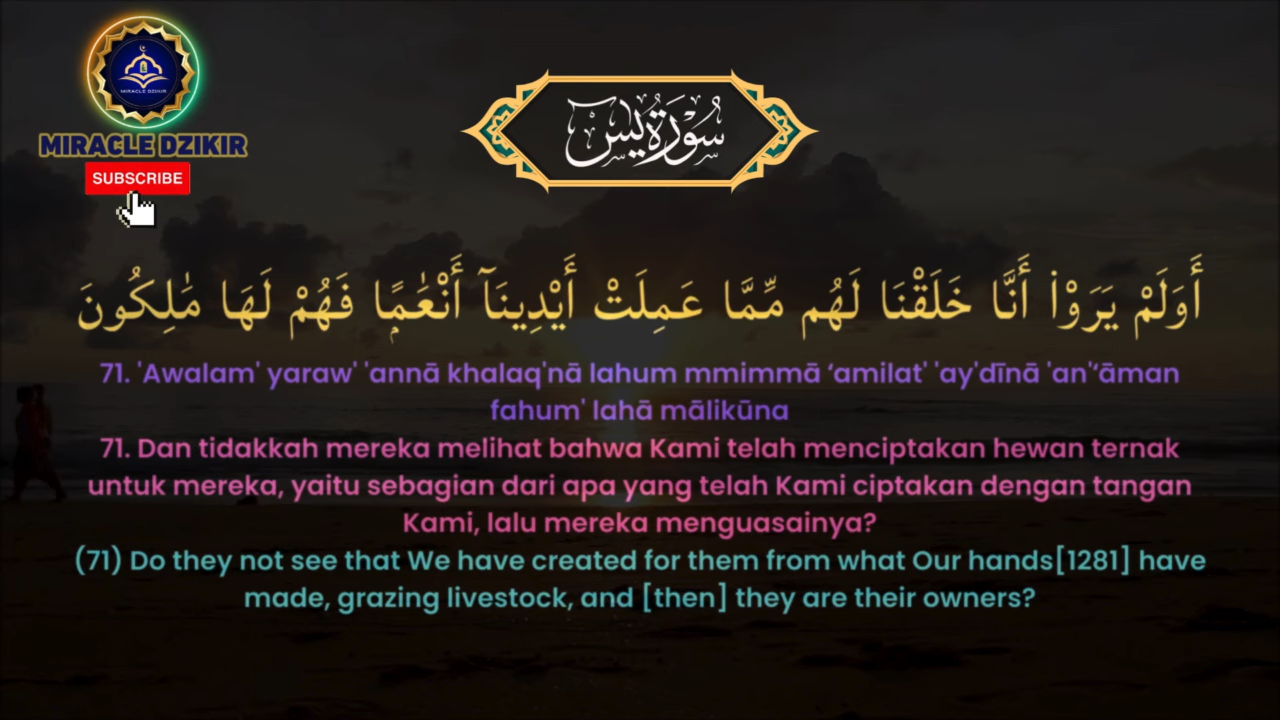 MIRACLE DZIKIR
MIRACLE DZIKIR
SUBSCRIBE
سُوْرَةُ يٰسٓ
أَوَلَمْ يَرَوْا۟ أَنَّا خَلَقْنَا لَهُم مِّمَّا عَمِلَتْ أَيْدِينَآ أَنْعَٰمًۭا فَهُمْ لَهَا مَٰلِكُونَ
71. 'Awalam' yaraw' 'annā khalaq'nā lahum mmimmā ‘amilat' 'ay'dīnā 'an'‘āman
fahum' lahā mālikūna
71. Dan tidakkah mereka melihat bahwa Kami telah menciptakan hewan ternak
untuk mereka, yaitu sebagian dari apa yang telah Kami ciptakan dengan tangan
Kami, lalu mereka menguasainya?
(71) Do they not see that We have created for them from what Our hands[1281] have
made, grazing livestock, and [then] they are their owners?